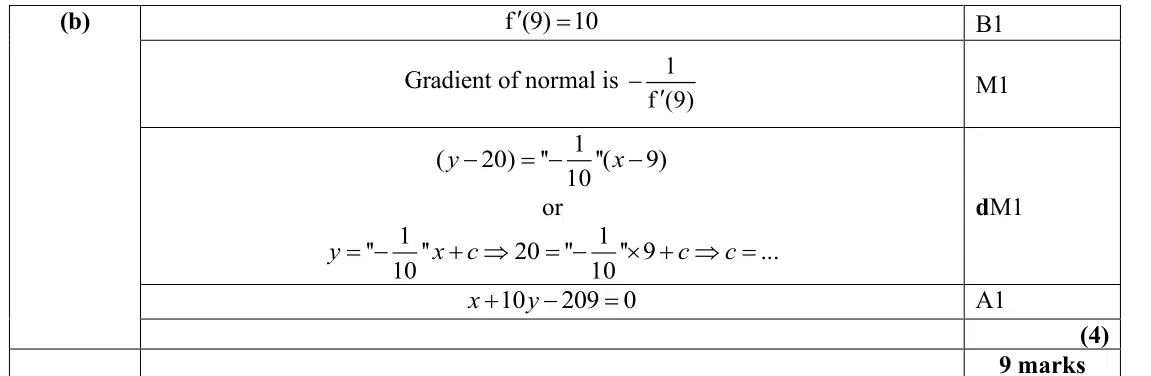 (b) f′(9) = 10 B1
Gradient of normal is −1/f′(9) M1
(y − 20) = "−1/10"(x − 9)
or
dM1
y = "−1/10"x + c ⇒ 20 = "−1/10"×9 + c ⇒ c = ...
x + 10y − 209 = 0 A1
(4)
9 marks